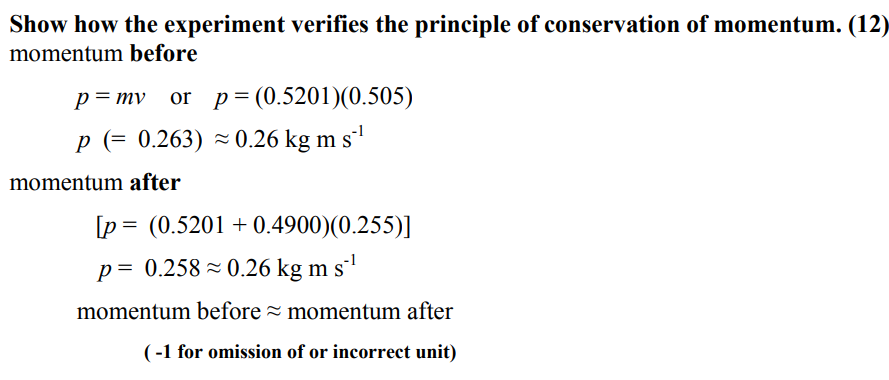 Show how the experiment verifies the principle of conservation of momentum. (12)
momentum before
p = mv or p = (0.5201)(0.505)
p (= 0.263) ≈ 0.26 kg m s⁻¹
momentum after
[p = (0.5201 + 0.4900)(0.255)]
p = 0.258 ≈ 0.26 kg m s⁻¹
momentum before ≈ momentum after
( -1 for omission of or incorrect unit)